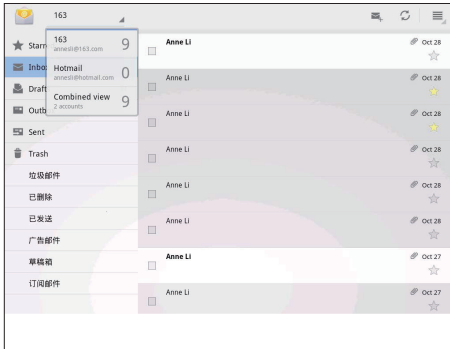 163
163
annesli@163.com
9
Hotmail
annesli@hotmail.com
0
Combined view
2 accounts
9
Starr
Inbo
Draft
Outb
Sent
Trash
垃圾邮件
已删除
已发送
广告邮件
草稿箱
订阅邮件
Anne Li
Oct 28
Anne Li
Oct 28
Anne Li
Oct 28
Anne Li
Oct 28
Anne Li
Oct 28
Anne Li
Oct 28
Anne Li
Oct 27
Anne Li
Oct 27